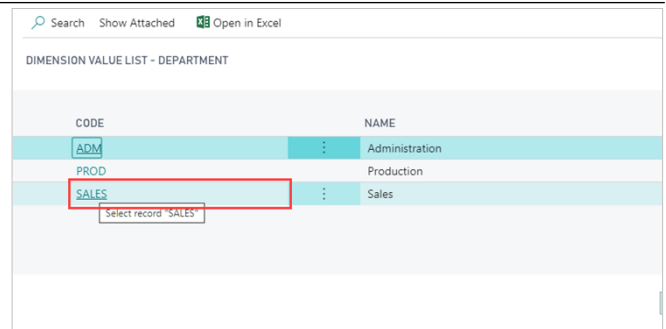 Search Show Attached Open in Excel
DIMENSION VALUE LIST - DEPARTMENT
CODE NAME
ADM Administration
PROD Production
SALES Sales
Select record "SALES"